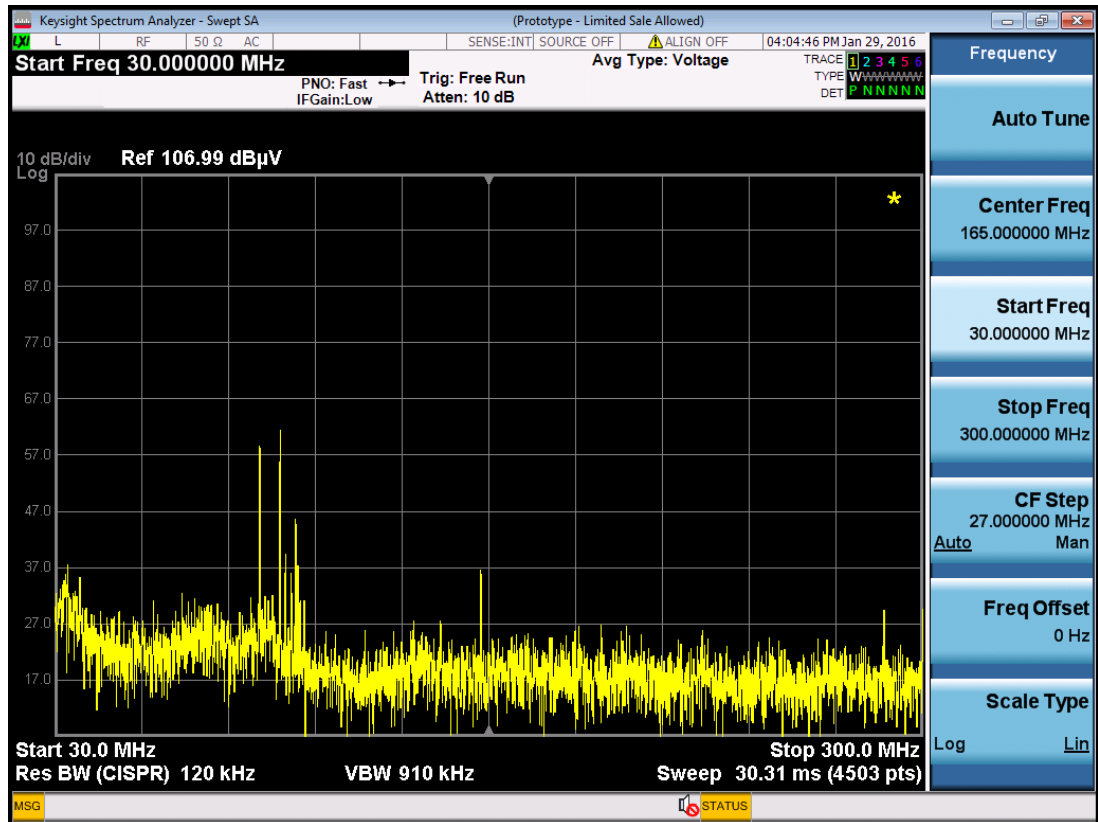 Keysight Spectrum Analyzer - Swept SA (Prototype - Limited Sale Allowed)
LXI L RF 50 Ω AC SENSE:INT SOURCE OFF ALIGN OFF 04:04:46 PM Jan 29, 2016
Start Freq 30.000000 MHz
PNO: Fast
IFGain:Low
Trig: Free Run
Atten: 10 dB
Avg Type: Voltage
TRACE 1 2 3 4 5 6
TYPE WWWWWW
DET P N N N N N
10 dB/div Ref 106.99 dBµV
Log
97.0
87.0
77.0
67.0
57.0
47.0
37.0
27.0
17.0
Start 30.0 MHz Stop 300.0 MHz
Res BW (CISPR) 120 kHz VBW 910 kHz Sweep 30.31 ms (4503 pts)
MSG STATUS
Frequency
Auto Tune
Center Freq
165.000000 MHz
Start Freq
30.000000 MHz
Stop Freq
300.000000 MHz
CF Step
27.000000 MHz
Auto Man
Freq Offset
0 Hz
Scale Type
Log Lin